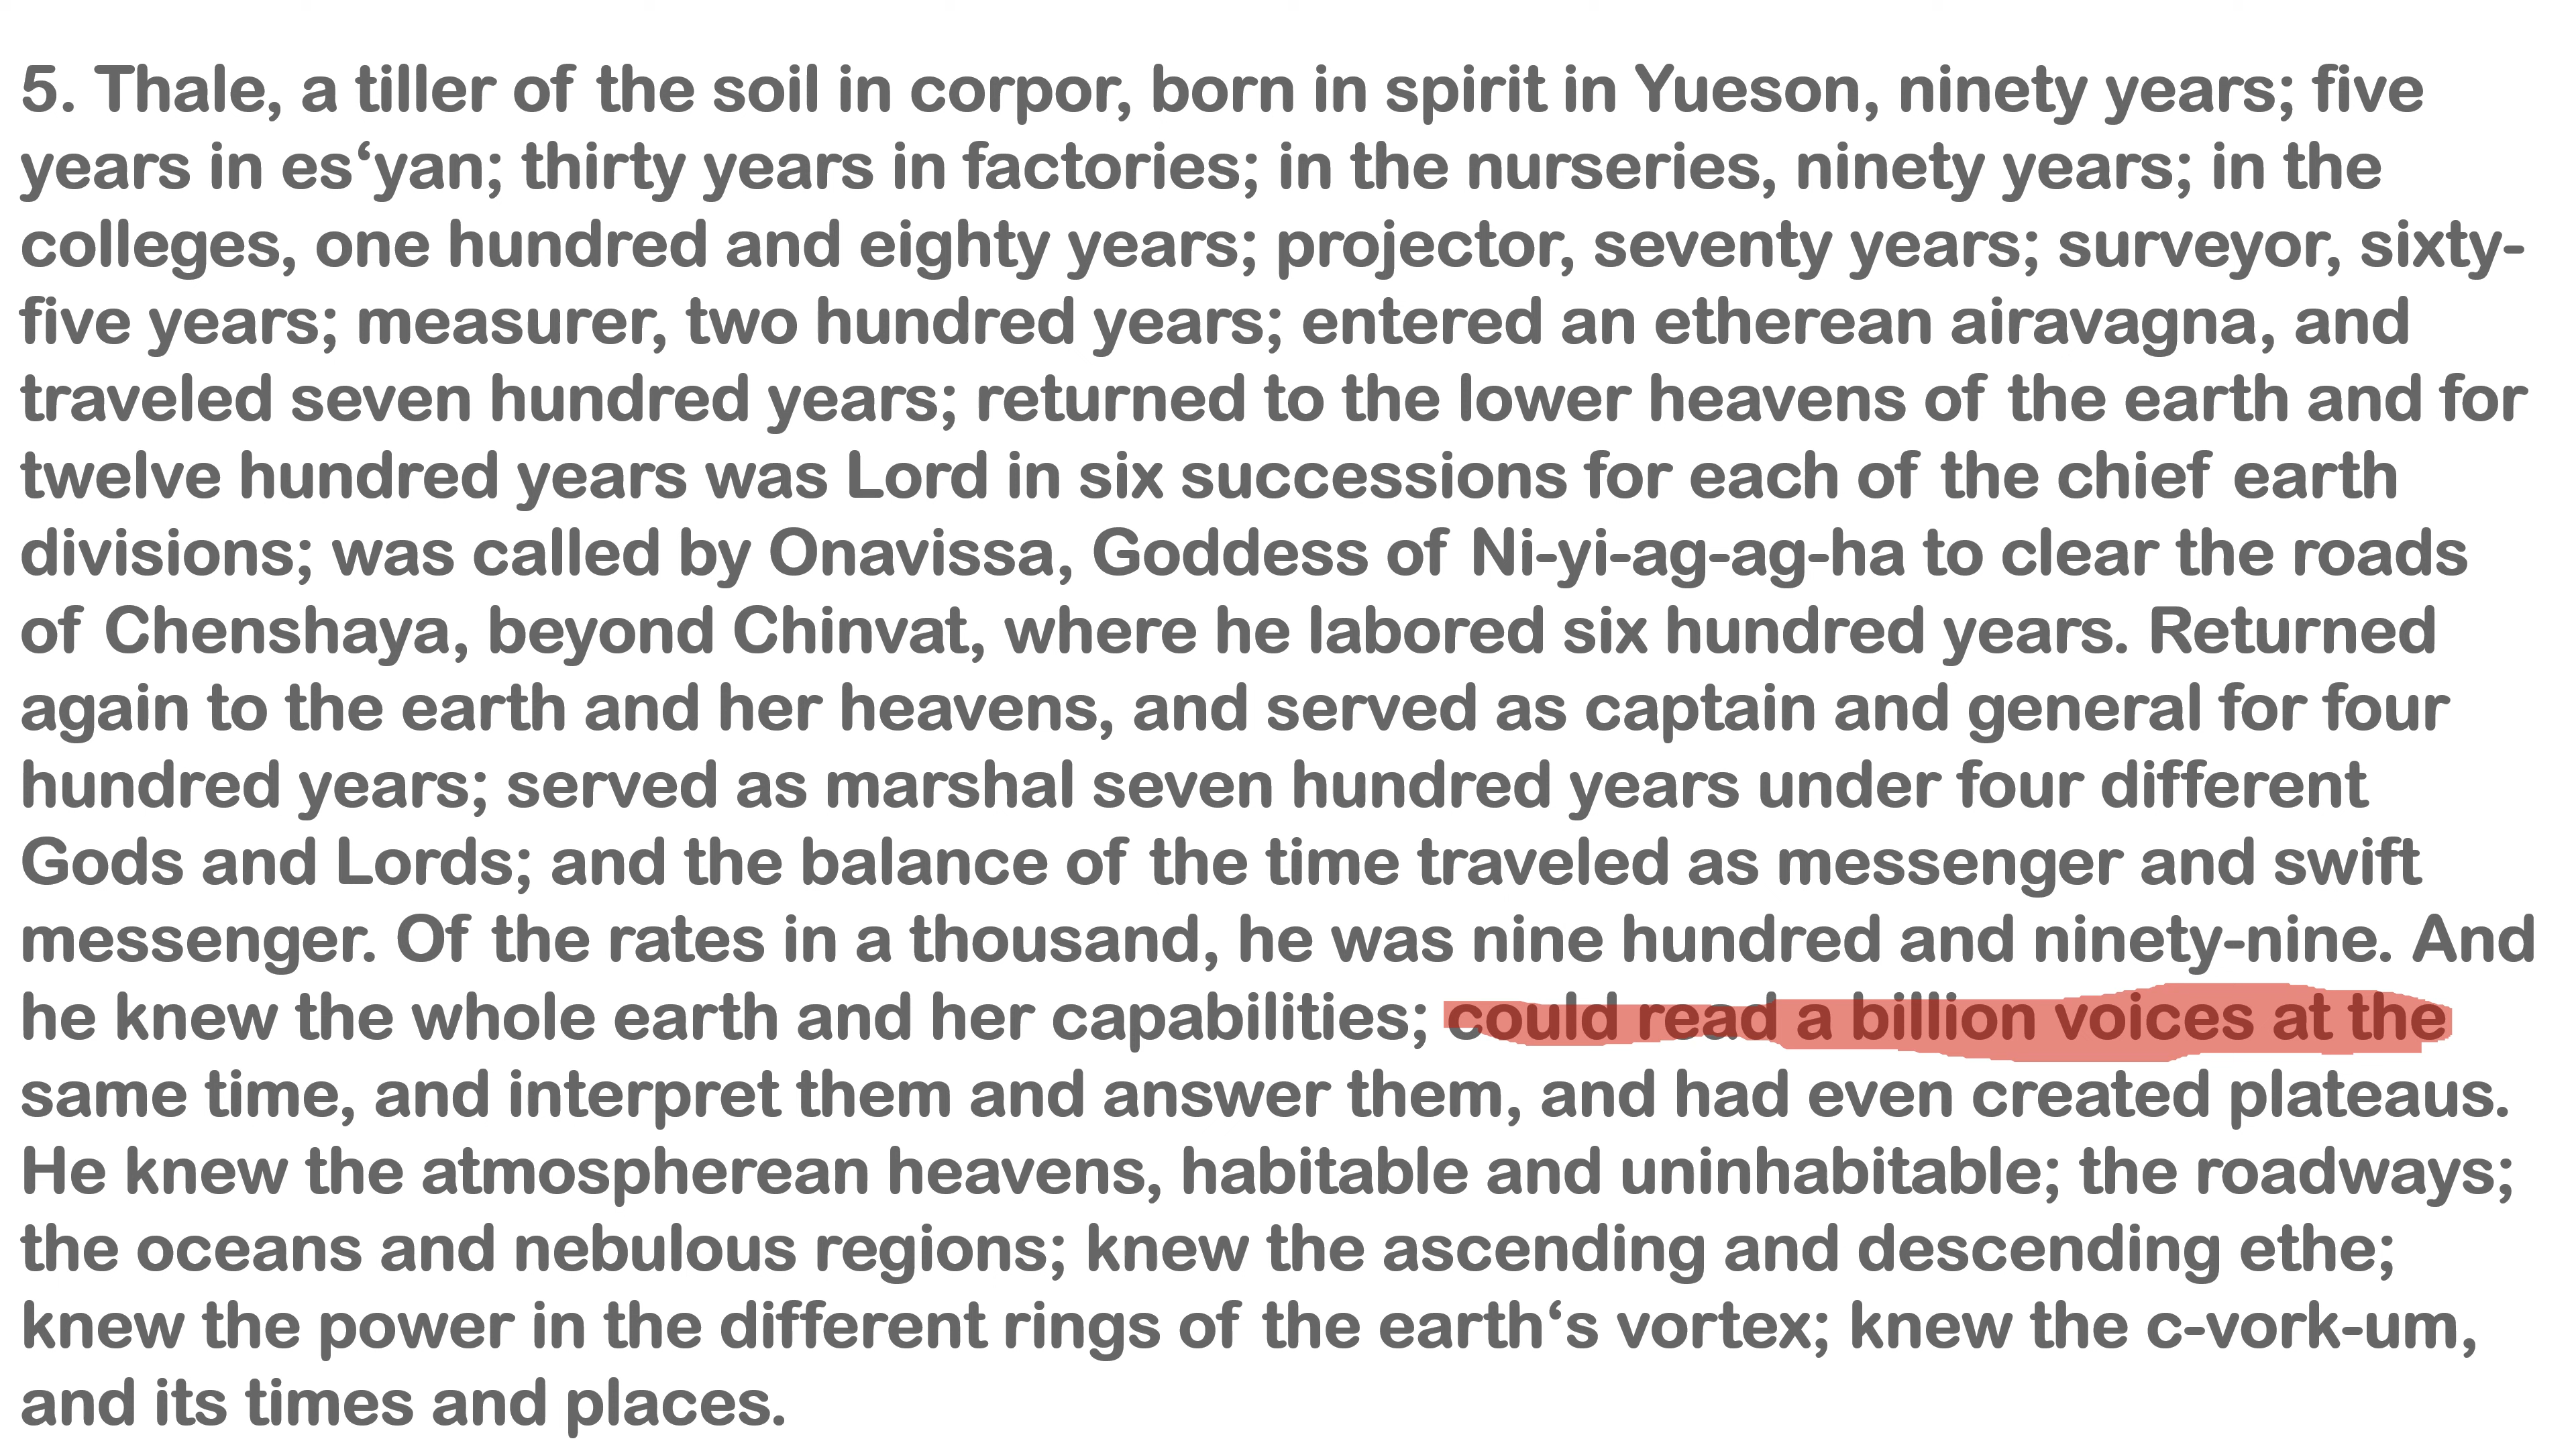 5. Thale, a tiller of the soil in corpor, born in spirit in Yueson, ninety years; five
years in es‘yan; thirty years in factories; in the nurseries, ninety years; in the
colleges, one hundred and eighty years; projector, seventy years; surveyor, sixty-
five years; measurer, two hundred years; entered an etherean airavagna, and
traveled seven hundred years; returned to the lower heavens of the earth and for
twelve hundred years was Lord in six successions for each of the chief earth
divisions; was called by Onavissa, Goddess of Ni-yi-ag-ag-ha to clear the roads
of Chenshaya, beyond Chinvat, where he labored six hundred years. Returned
again to the earth and her heavens, and served as captain and general for four
hundred years; served as marshal seven hundred years under four different
Gods and Lords; and the balance of the time traveled as messenger and swift
messenger. Of the rates in a thousand, he was nine hundred and ninety-nine. And
he knew the whole earth and her capabilities; could read a billion voices at the
same time, and interpret them and answer them, and had even created plateaus.
He knew the atmospherean heavens, habitable and uninhabitable; the roadways;
the oceans and nebulous regions; knew the ascending and descending ethe;
knew the power in the different rings of the earth‘s vortex; knew the c-vork-um,
and its times and places.